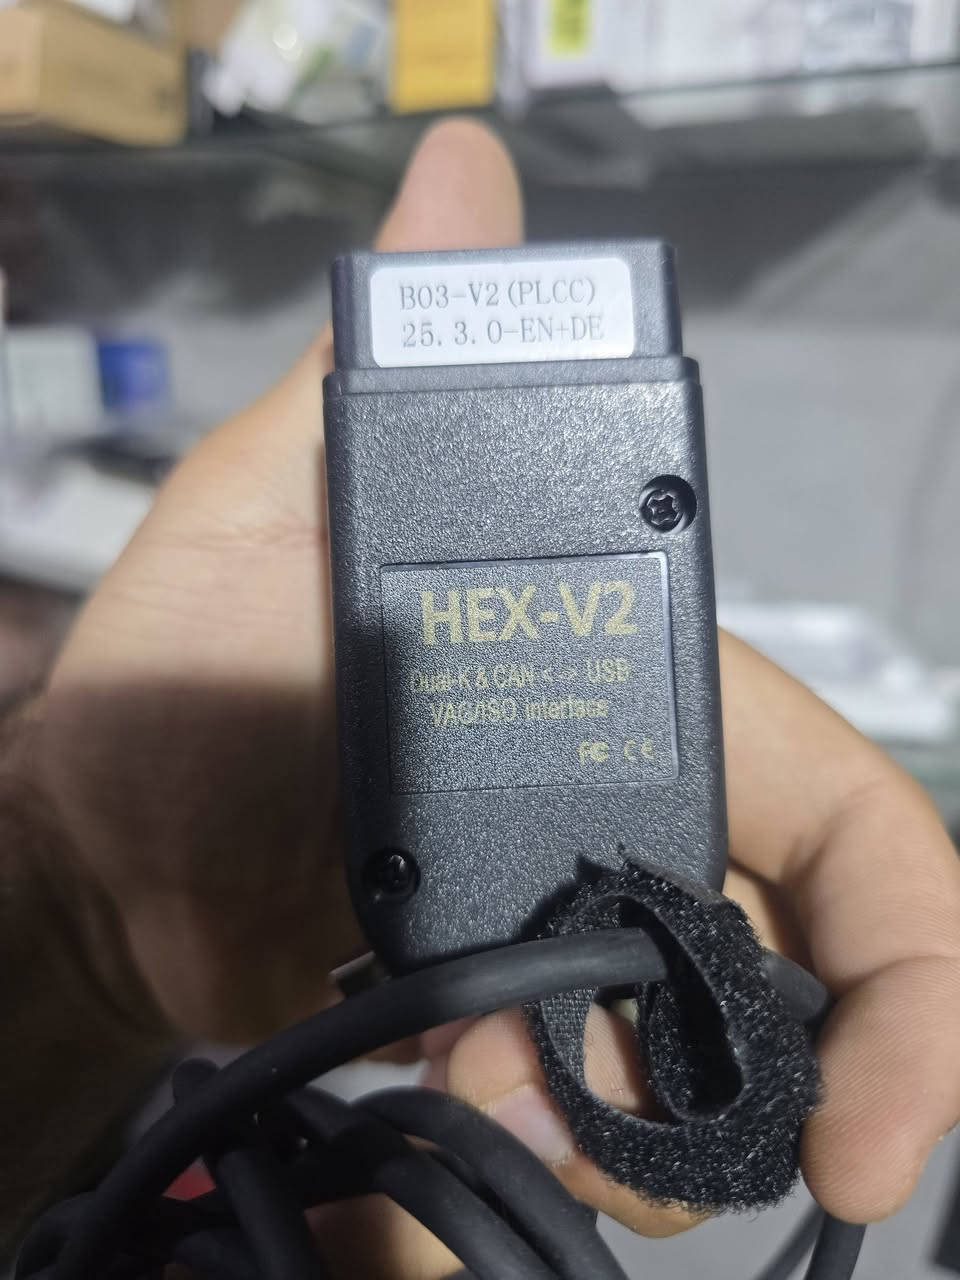 B03-V2(PLCC)
25.3.0-EN+DE
HEX-V2
Dual-K & CAN <-> USB
VAG/ISO Interface
FC CE